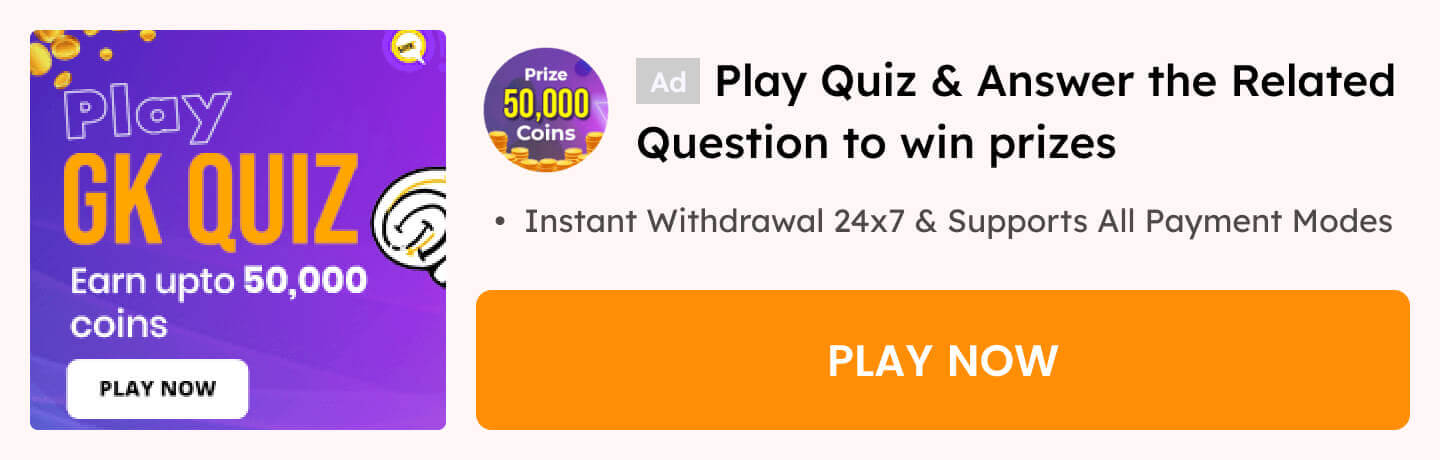 Play
GK QUIZ
Earn upto 50,000
coins
PLAY NOW
Prize
50,000
Coins
Ad Play Quiz & Answer the Related
Question to win prizes
• Instant Withdrawal 24x7 & Supports All Payment Modes
PLAY NOW